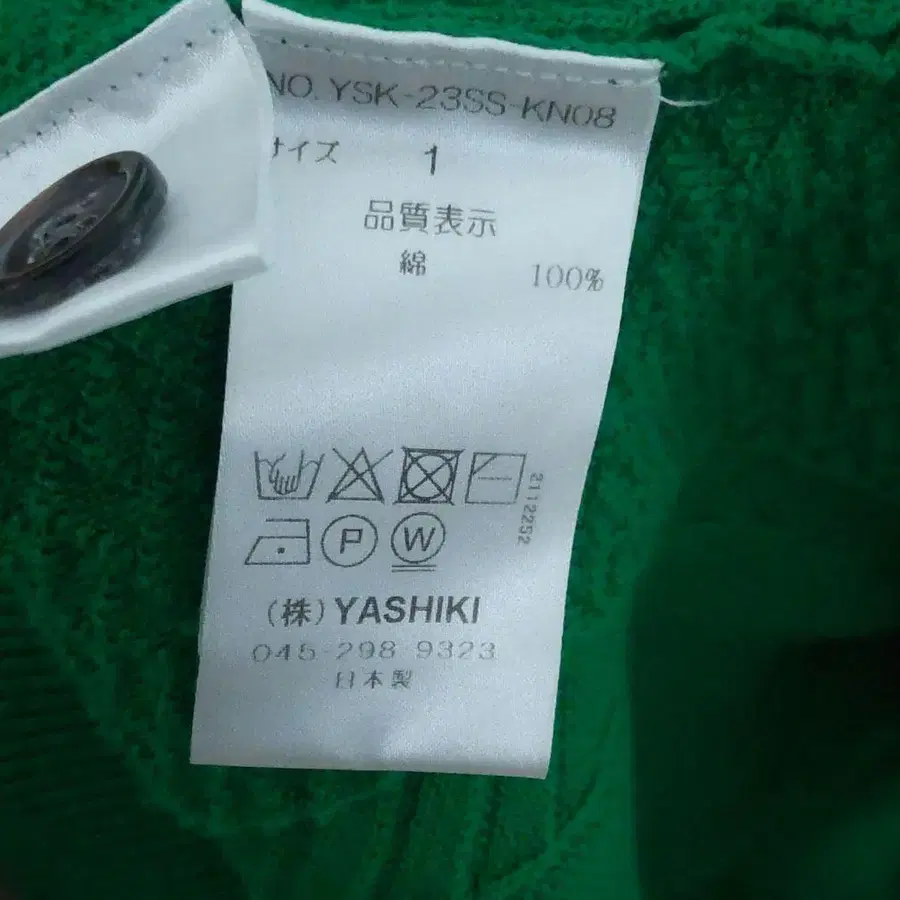 NO. YSK-23SS-KN08
サイズ 1
品質表示
綿 100%
2112252
P W
(株) YASHIKI
045-298-9323
日本製